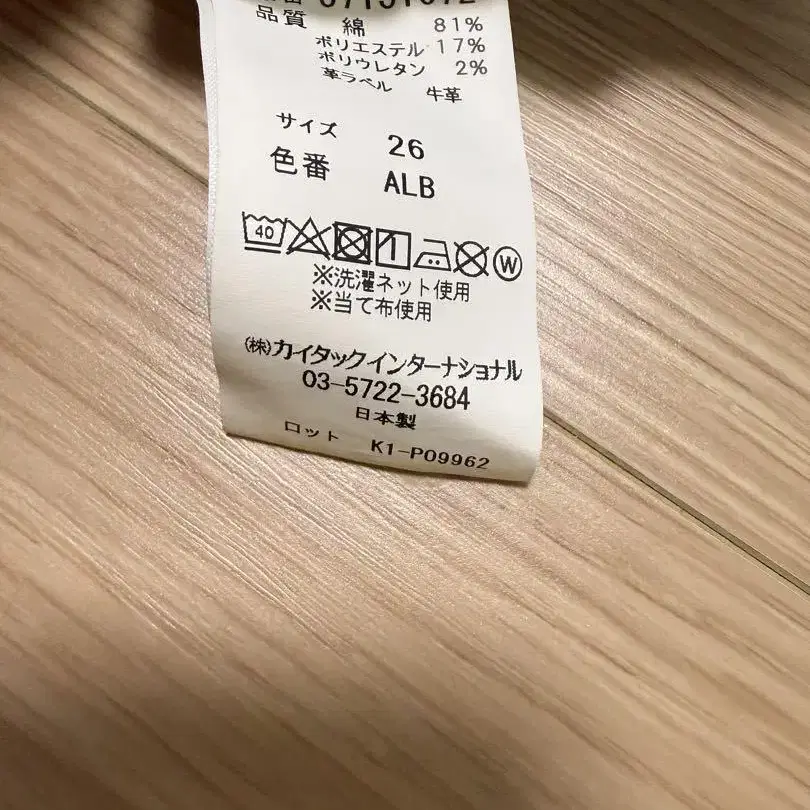 品質 綿 81%
ポリエステル 17%
ポリウレタン 2%
革ラベル 牛革
サイズ 26
色番 ALB
40 W
※洗濯ネット使用
※当て布使用
(株)カイタックインターナショナル
03-5722-3684
日本製
ロット K1-P09962